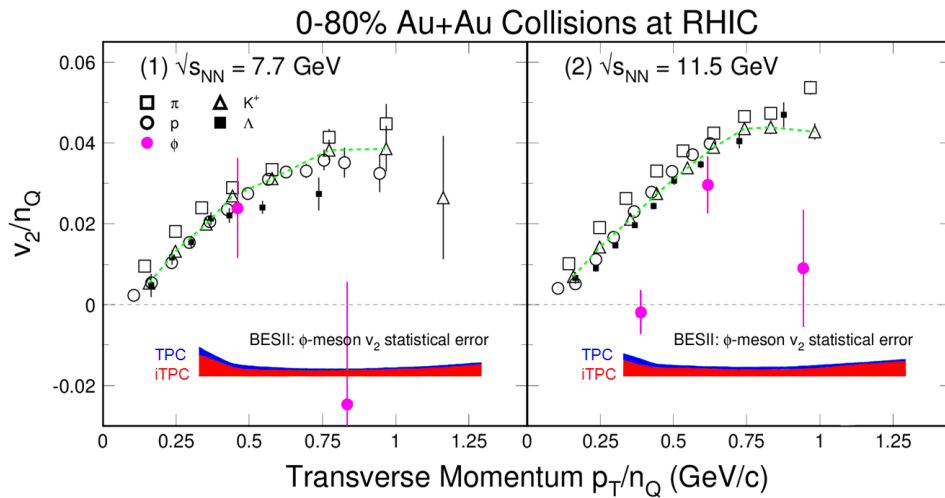 0-80% Au+Au Collisions at RHIC
(1) √sNN = 7.7 GeV
π K+
p Λ
ϕ
(2) √sNN = 11.5 GeV
v2/nQ
0.06
0.04
0.02
0
-0.02
BESII: ϕ-meson v2 statistical error
TPC
iTPC
BESII: ϕ-meson v2 statistical error
TPC
iTPC
0 0.25 0.5 0.75 1 1.25 0 0.25 0.5 0.75 1 1.25
Transverse Momentum pT/nQ (GeV/c)